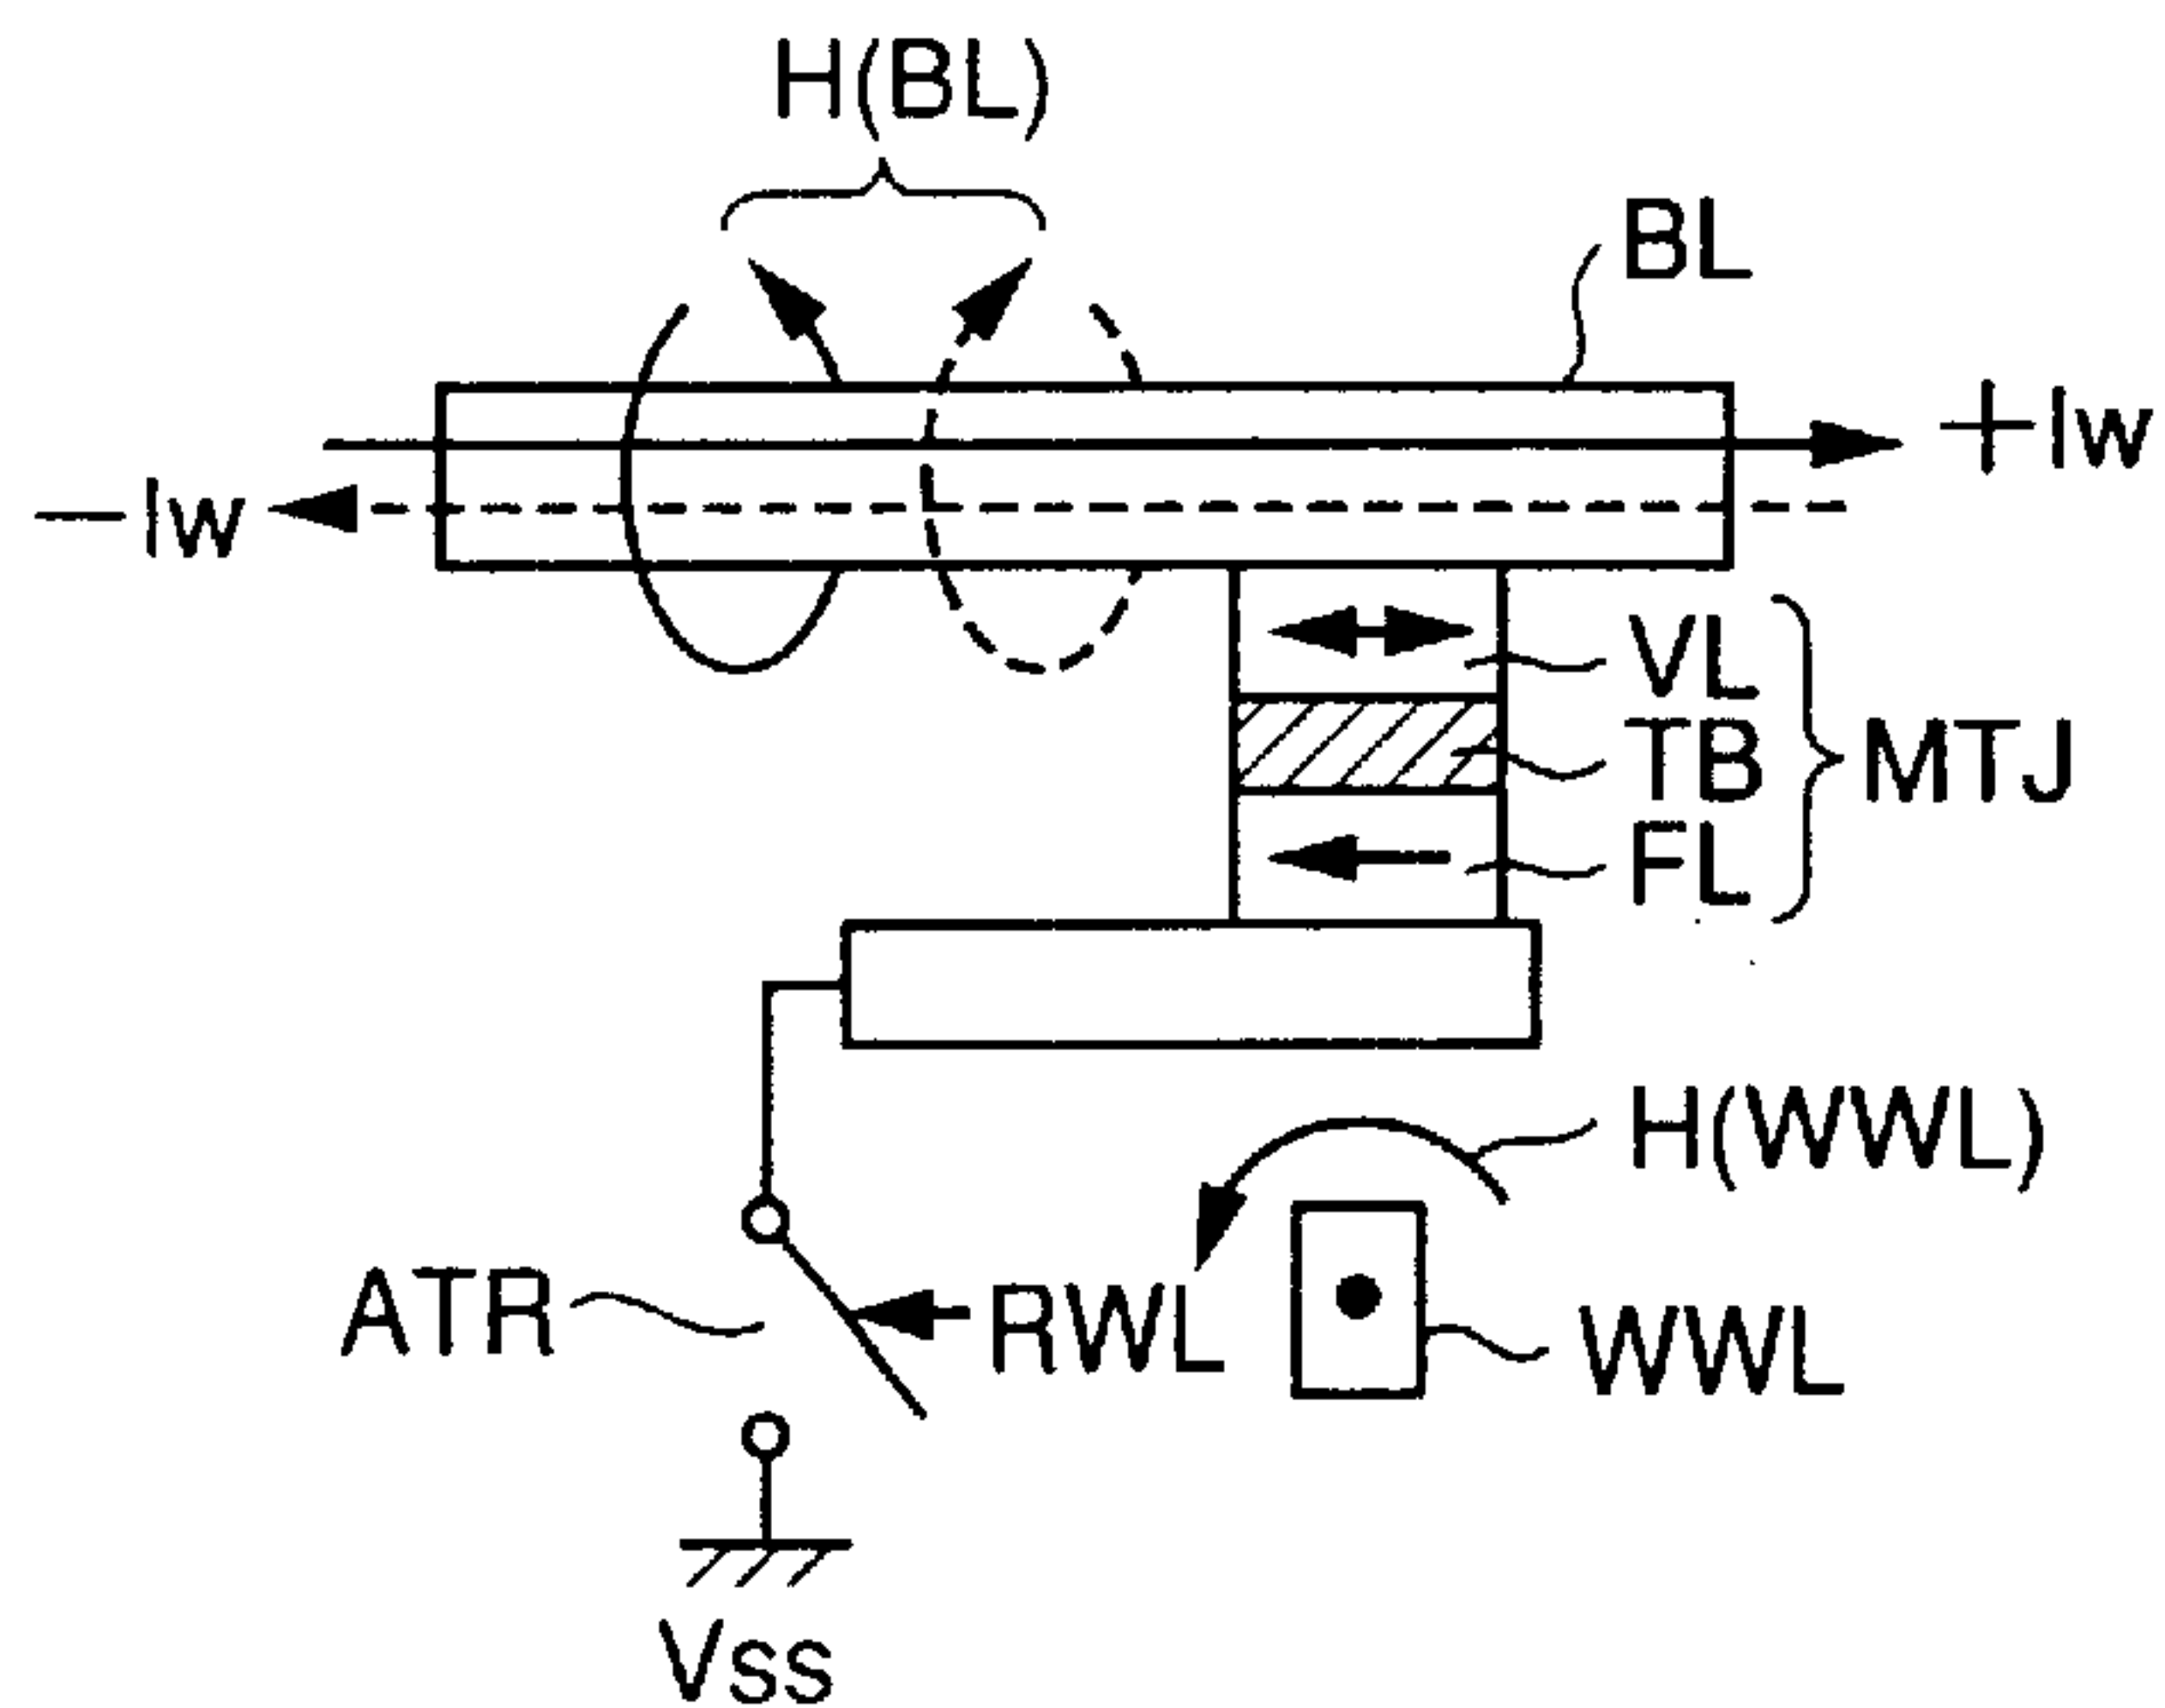 H(BL)
BL
+Iw
−Iw
VL
TB
MTJ
FL
H(WWL)
ATR
RWL
WWL
Vss